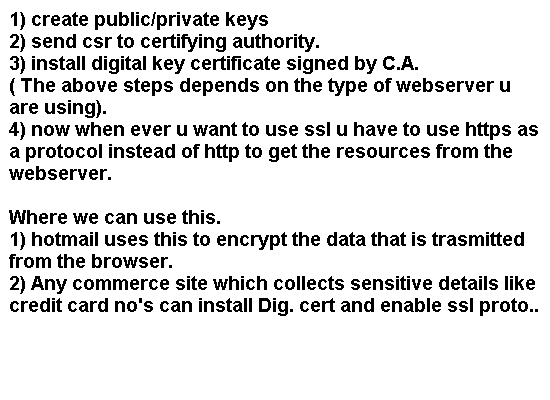 1) create public/private keys
2) send csr to certifying authority.
3) install digital key certificate signed by C.A.
( The above steps depends on the type of webserver u
are using).
4) now when ever u want to use ssl u have to use https as
a protocol instead of http to get the resources from the
webserver.
Where we can use this.
1) hotmail uses this to encrypt the data that is trasmitted
from the browser.
2) Any commerce site which collects sensitive details like
credit card no's can install Dig. cert and enable ssl proto..